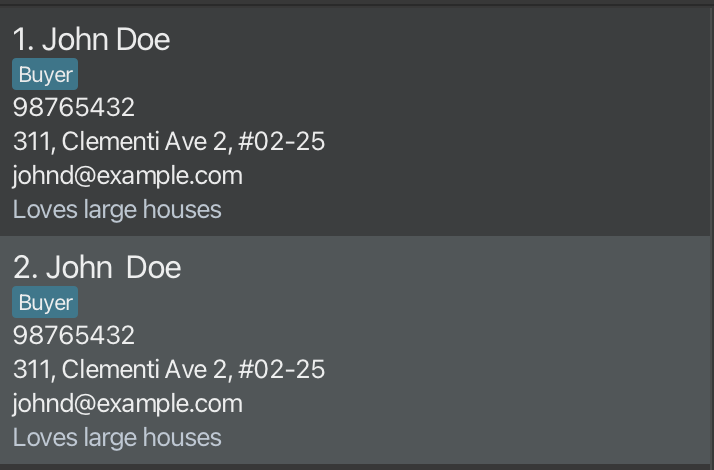 1. John Doe
Buyer
98765432
311, Clementi Ave 2, #02-25
johnd@example.com
Loves large houses
2. John  Doe
Buyer
98765432
311, Clementi Ave 2, #02-25
johnd@example.com
Loves large houses